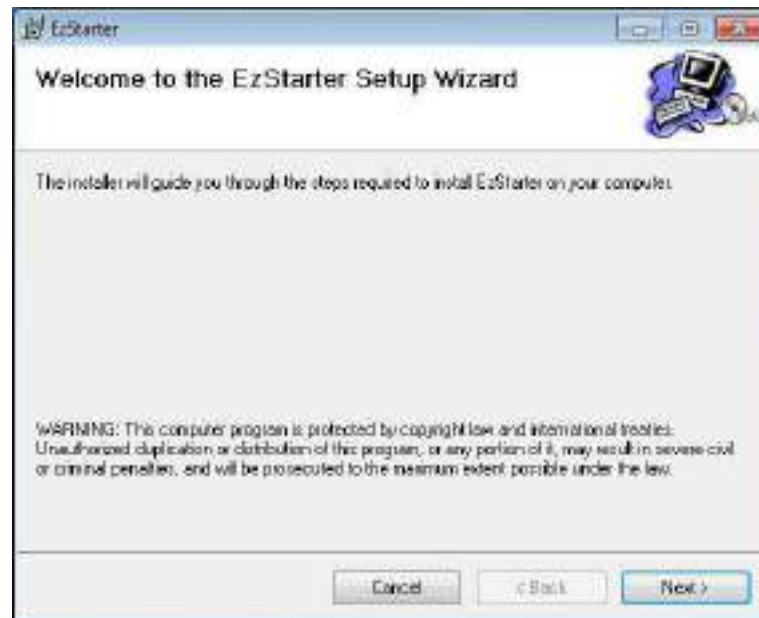 EzStarter
Welcome to the EzStarter Setup Wizard
The installer will guide you through the steps required to install EzStarter on your computer.
WARNING: This computer program is protected by copyright law and international treaties.
Unauthorized duplication or distribution of this program, or any portion of it, may result in severe civil
or criminal penalties, and will be prosecuted to the maximum extent possible under the law.
Cancel
< Back
Next >